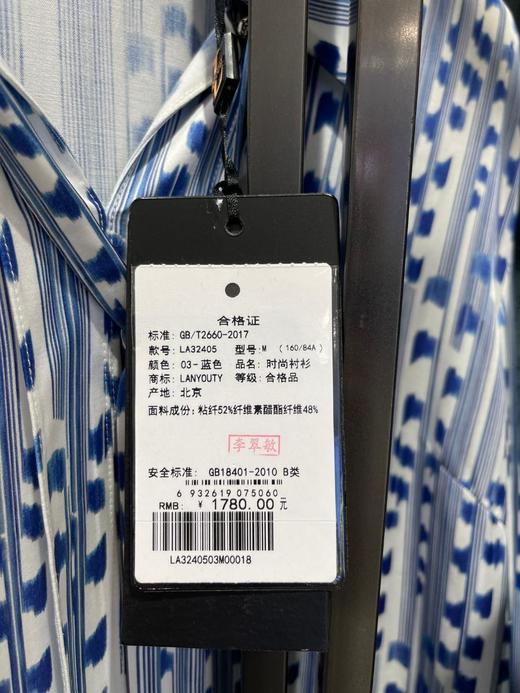 合格证
标准: GB/T2660-2017
款号: LA32405 型号: M (160/84A)
颜色: 03-蓝色 品名: 时尚衬衫
商标: LANYOUTY 等级: 合格品
产地: 北京
面料成份: 粘纤52%纤维素醋酯纤维48%
李翠敏
安全标准: GB18401-2010 B类
6 932619 075060
RMB: ¥ 1780.00元
LA3240503M00018